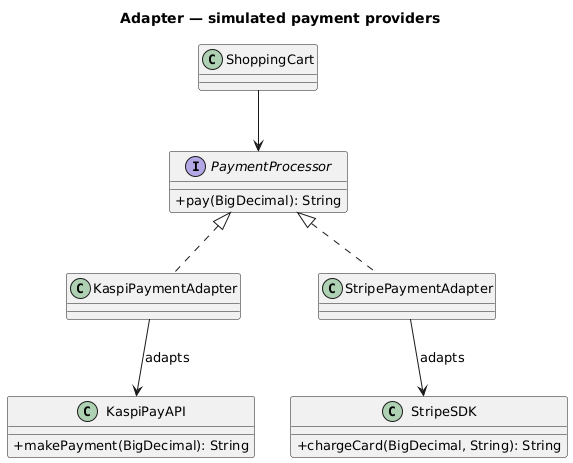 Adapter — simulated payment providers
C ShoppingCart
I PaymentProcessor
+pay(BigDecimal): String
C KaspiPaymentAdapter
C StripePaymentAdapter
adapts
adapts
C KaspiPayAPI
+makePayment(BigDecimal): String
C StripeSDK
+chargeCard(BigDecimal, String): String